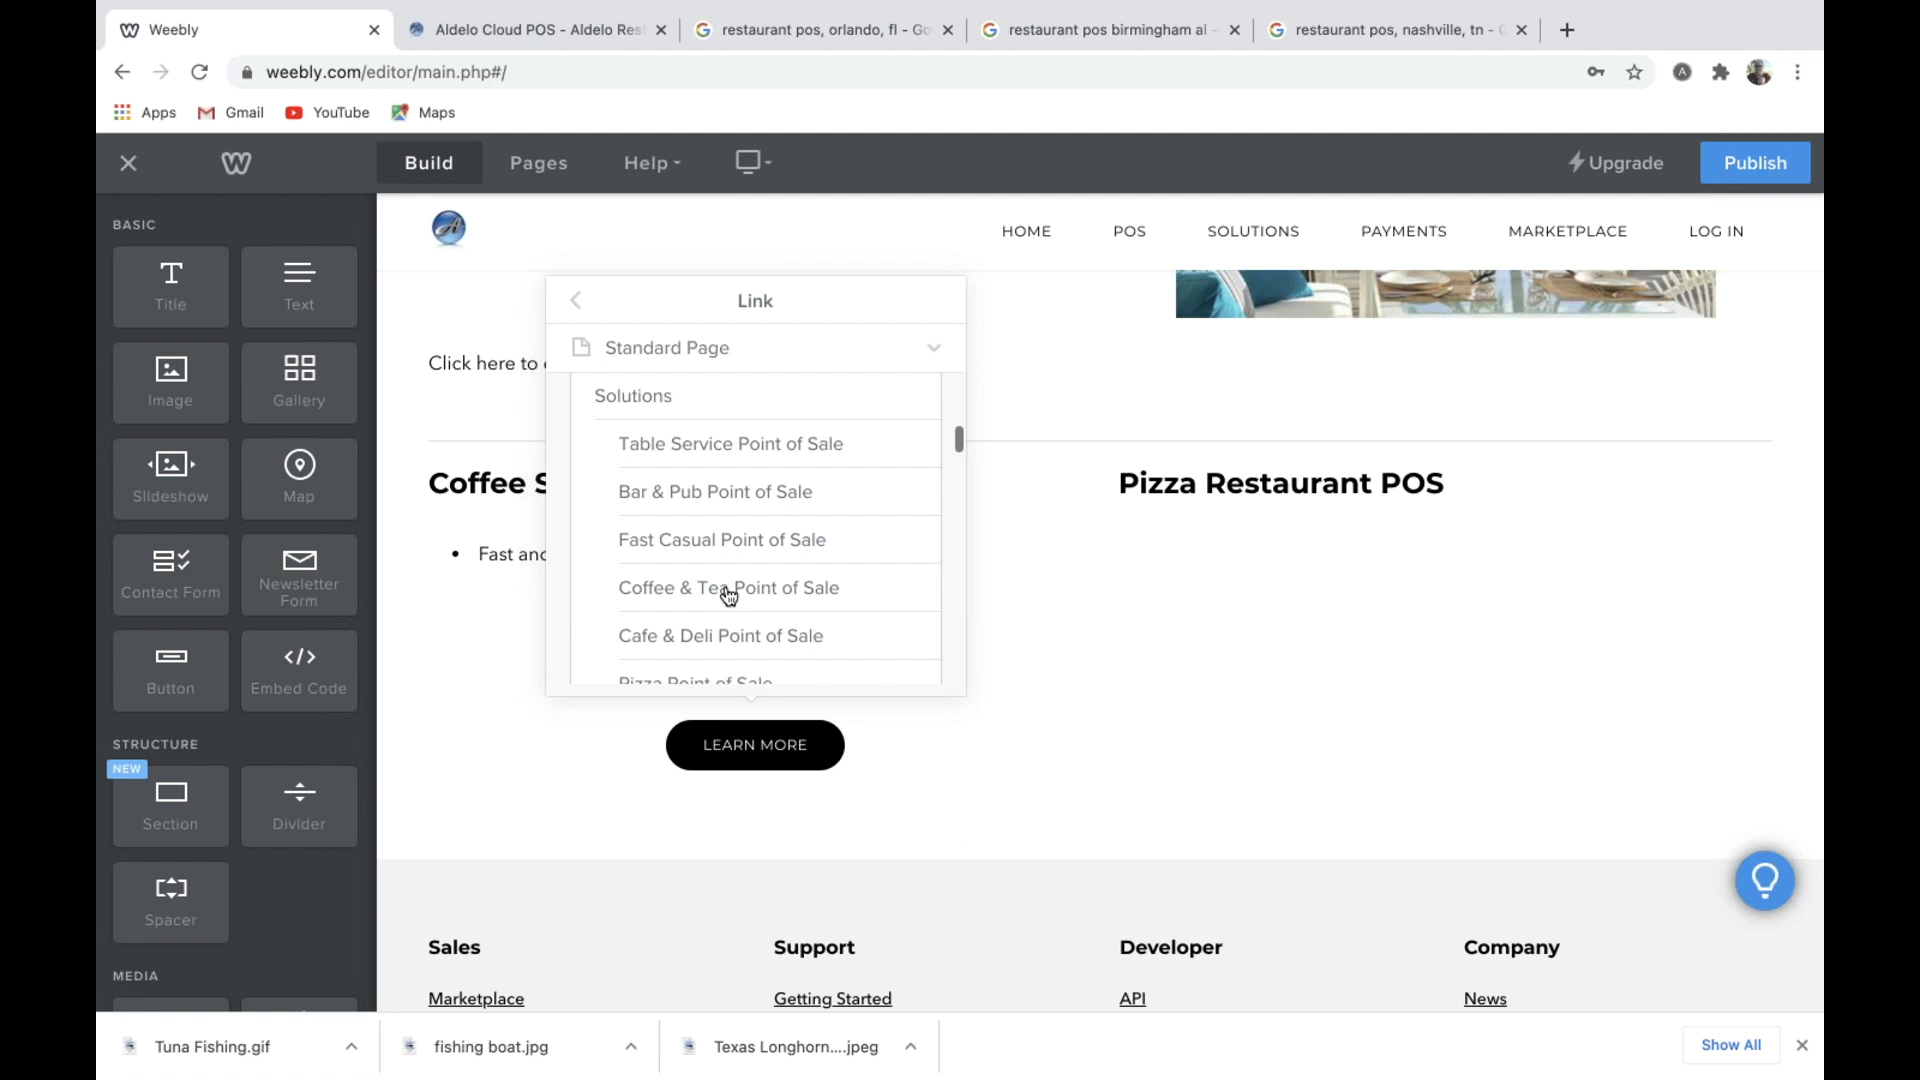 Weebly
Aldelo Cloud POS - Aldelo Res
restaurant pos, orlando, fl - Go
restaurant pos birmingham al -
restaurant pos, nashville, tn - G
weebly.com/editor/main.php#/
Apps
Gmail
YouTube
Maps
Build
Pages
Help
Upgrade
Publish
BASIC
Title
Text
Image
Gallery
Slideshow
Map
Contact Form
Newsletter
Form
Button
Embed Code
STRUCTURE
NEW
Section
Divider
Spacer
MEDIA
HOME
POS
SOLUTIONS
PAYMENTS
MARKETPLACE
LOG IN
Link
Standard Page
Click here to
Solutions
Table Service Point of Sale
Bar & Pub Point of Sale
Fast Casual Point of Sale
Coffee & Tea Point of Sale
Cafe & Deli Point of Sale
Pizza Point of Sale
Coffee S
Pizza Restaurant POS
• Fast and
LEARN MORE
Sales
Support
Developer
Company
Marketplace
Getting Started
API
News
Tuna Fishing.gif
fishing boat.jpg
Texas Longhorn....jpeg
Show All